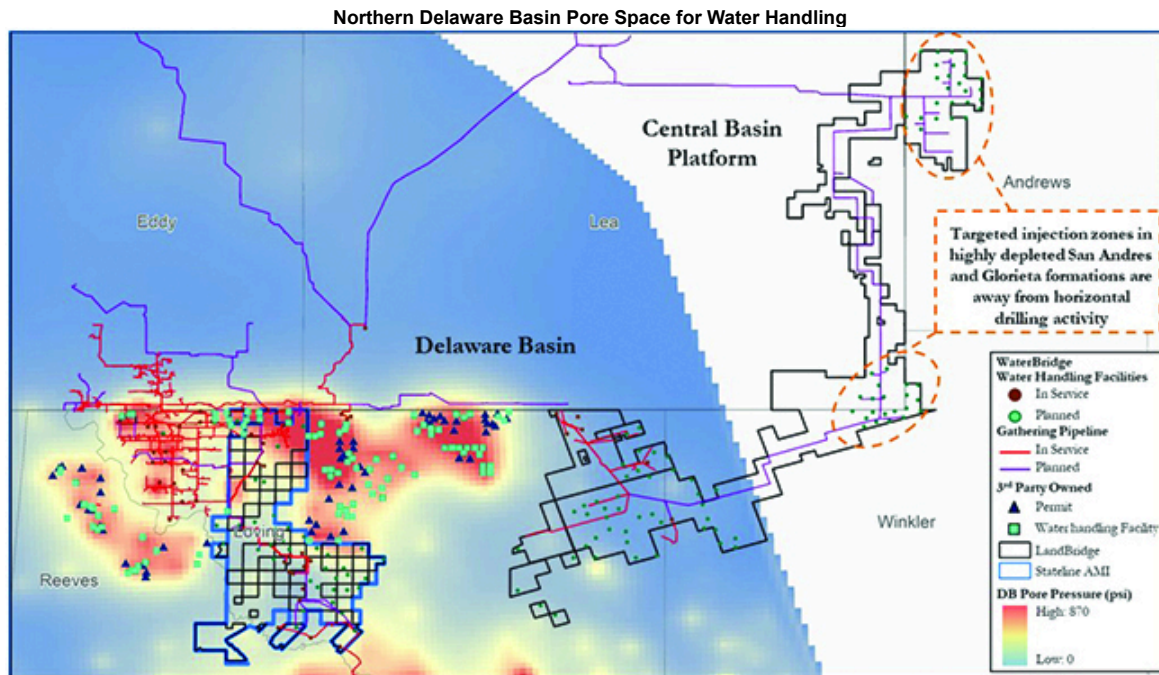 Northern Delaware Basin Pore Space for Water Handling
Central Basin
Platform
Andrews
Eddy
Lea
Targeted injection zones in
highly depleted San Andres
and Glorieta formations are
away from horizontal
drilling activity
Delaware Basin
WaterBridge
Water Handling Facilities
In Service
Planned
Gathering Pipeline
In Service
Planned
3rd Party Owned
Permit
Water handling Facility
LandBridge
Stateline AMI
DB Pore Pressure (psi)
High: 870
Low: 0
Loving
Winkler
Reeves